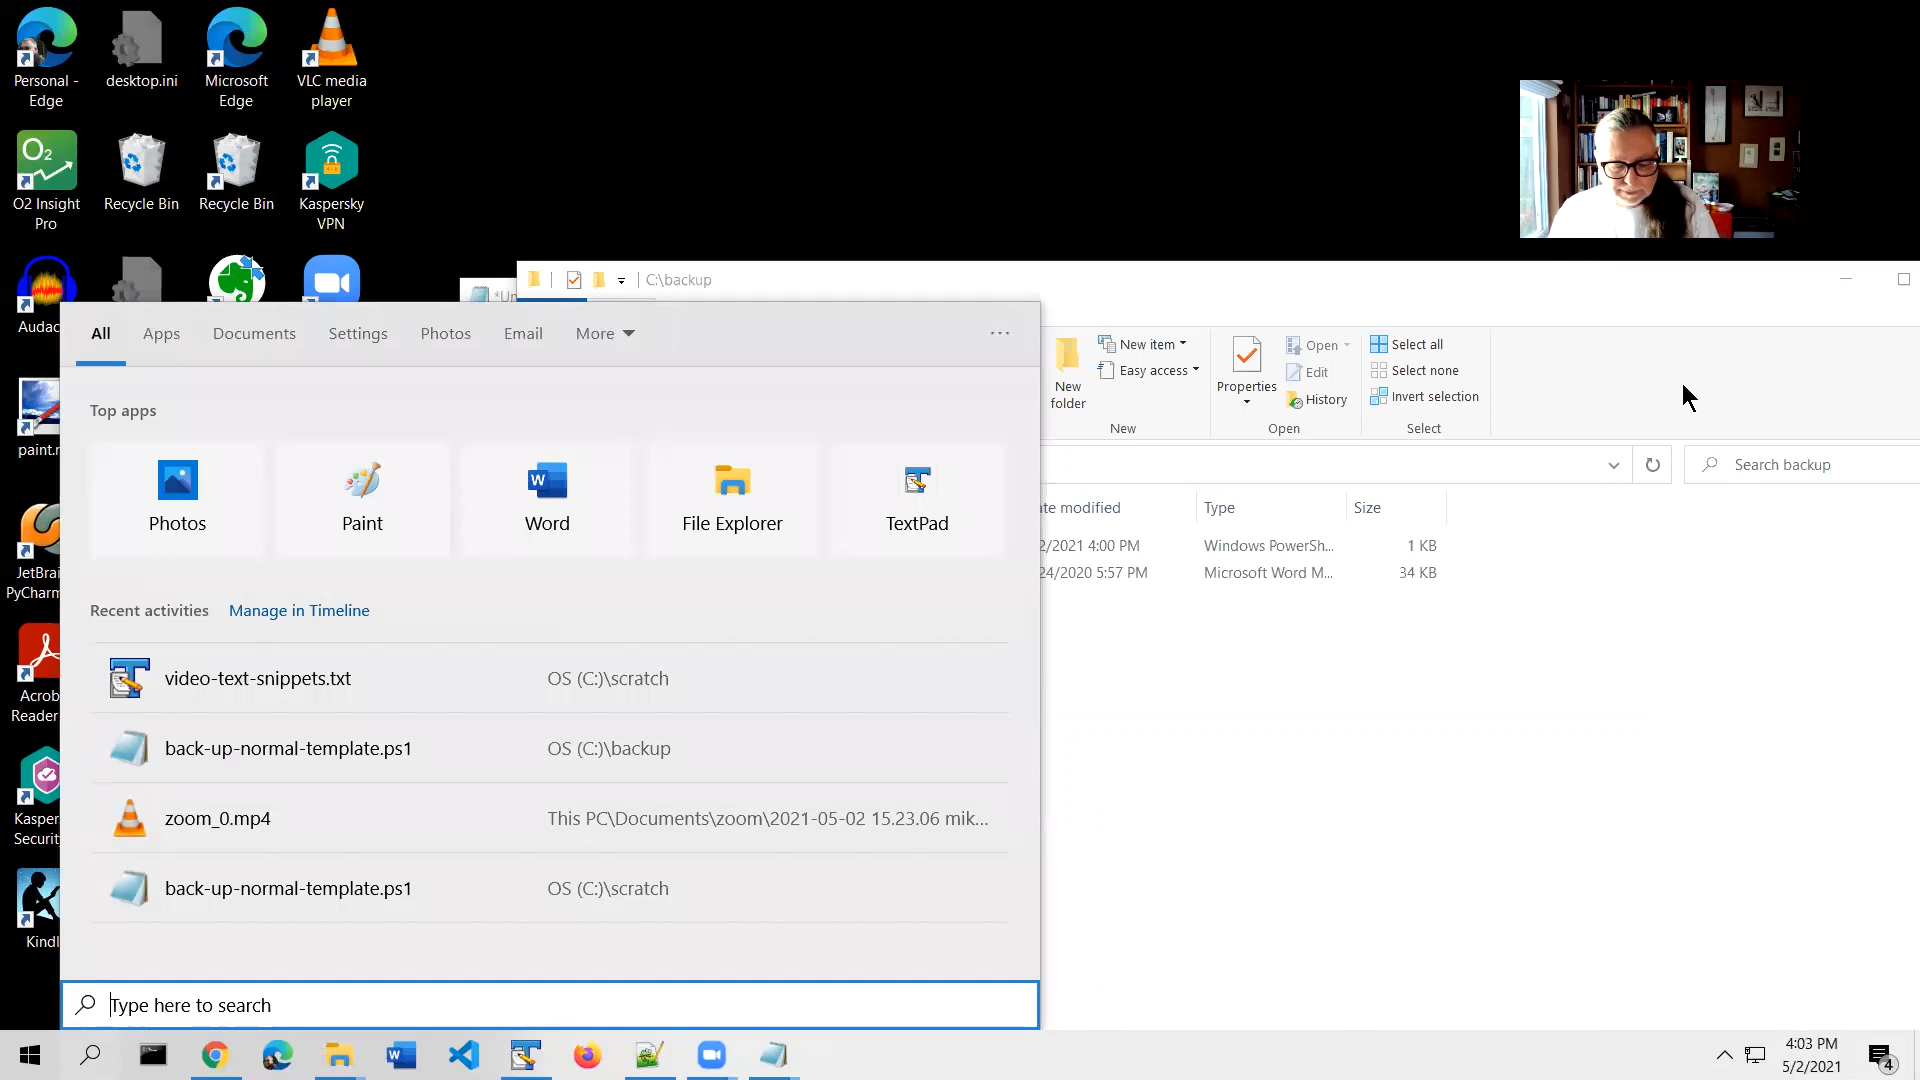 Personal -
Edge
desktop.ini
Microsoft
Edge
VLC media
player
O2 Insight
Pro
Recycle Bin
Recycle Bin
Kaspersky
VPN
Audac
paint.n
JetBrai
PyCharm
Acrob
Reader
Kasper
Securit
Kindl
*Un
C:\backup
New
folder
New item
Easy access
New
Properties
Open
Edit
History
Open
Select all
Select none
Invert selection
Select
Search backup
ate modified
Type
Size
2/2021 4:00 PM
Windows PowerSh...
1 KB
24/2020 5:57 PM
Microsoft Word M...
34 KB
All
Apps
Documents
Settings
Photos
Email
More
Top apps
Photos
Paint
Word
File Explorer
TextPad
Recent activities
Manage in Timeline
video-text-snippets.txt
OS (C:)\scratch
back-up-normal-template.ps1
OS (C:)\backup
zoom_0.mp4
This PC\Documents\zoom\2021-05-02 15.23.06 mik...
back-up-normal-template.ps1
OS (C:)\scratch
Type here to search
4:03 PM
5/2/2021
4